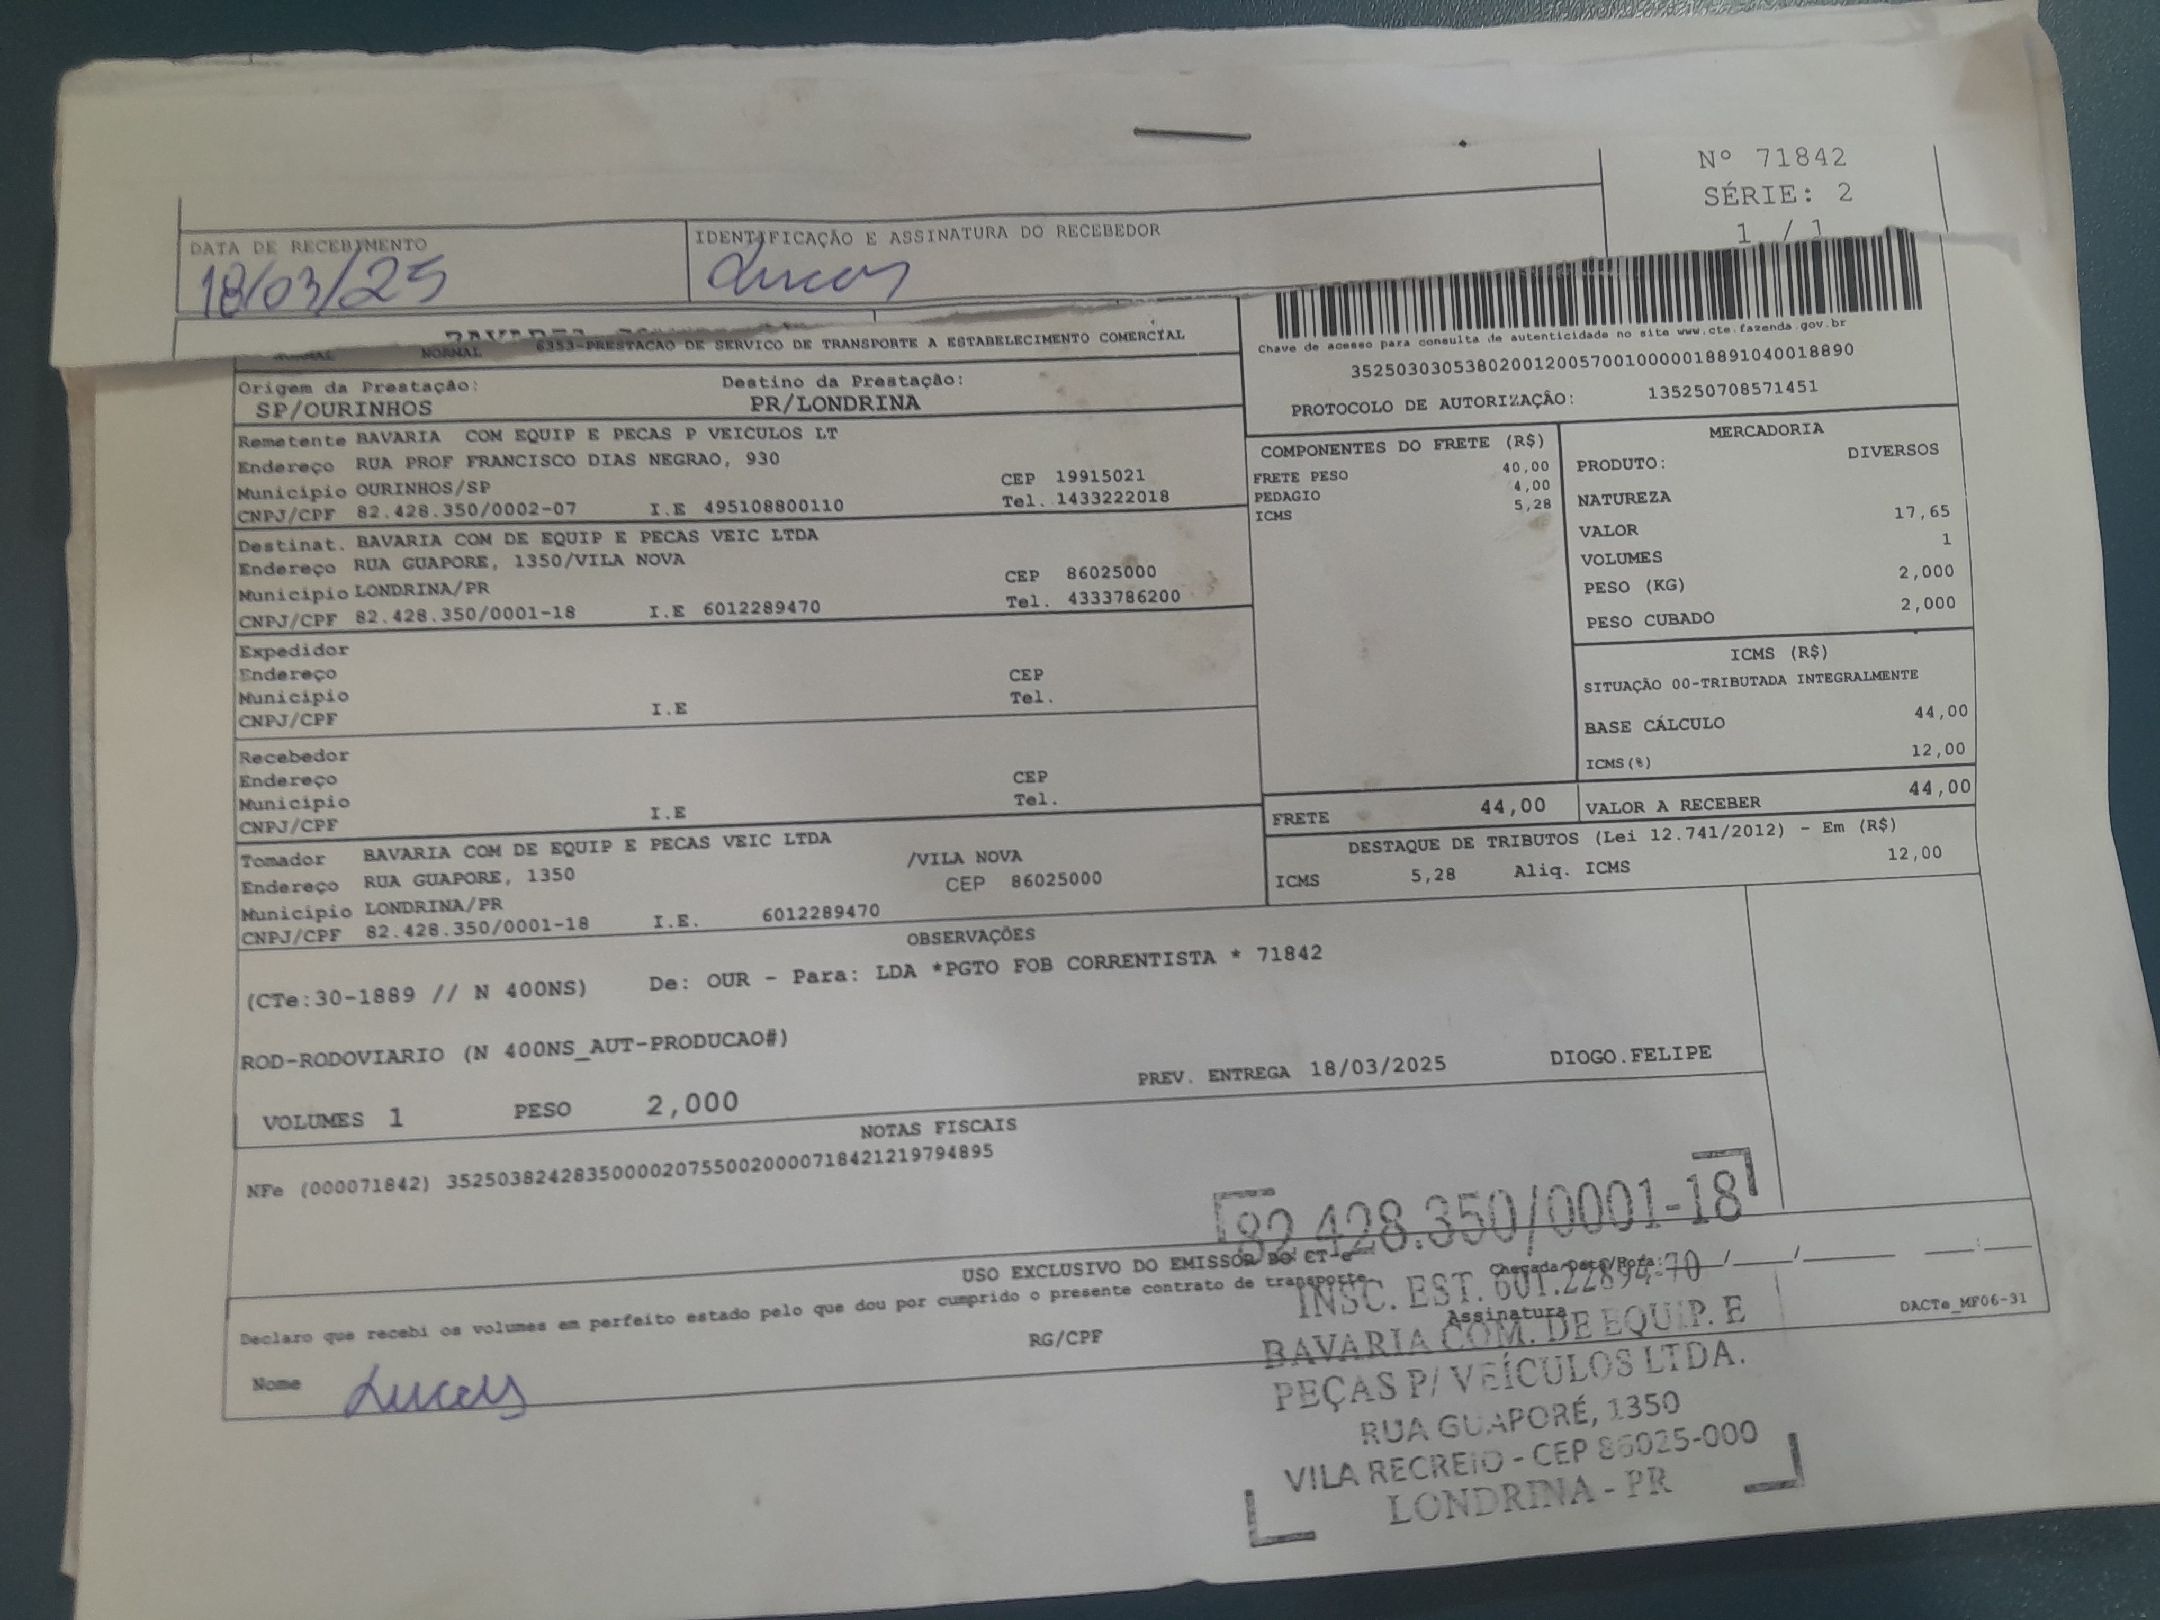 Nº 71842
SÉRIE: 2
1 / 1
DATA DE RECEBIMENTO
18/03/25
IDENTIFICAÇÃO E ASSINATURA DO RECEBEDOR
Lucas
NORMAL 6353-PRESTACAO DE SERVICO DE TRANSPORTE A ESTABELECIMENTO COMERCIAL
Chave de acesso para consulta de autenticidade no site www.cte.fazenda.gov.br
35250303053802001200570010000018891040018890
PROTOCOLO DE AUTORIZAÇÃO: 135250708571451
Origem da Prestação: Destino da Prestação:
SP/OURINHOS PR/LONDRINA
Remetente BAVARIA COM EQUIP E PECAS P VEICULOS LT
Endereço RUA PROF FRANCISCO DIAS NEGRAO, 930
Município OURINHOS/SP CEP 19915021
CNPJ/CPF 82.428.350/0002-07 I.E 495108800110 Tel. 1433222018
Destinat. BAVARIA COM DE EQUIP E PECAS VEIC LTDA
Endereço RUA GUAPORE, 1350/VILA NOVA
Município LONDRINA/PR CEP 86025000
CNPJ/CPF 82.428.350/0001-18 I.E 6012289470 Tel. 4333786200
Expedidor
Endereço CEP
Município Tel.
CNPJ/CPF I.E
Recebedor
Endereço CEP
Município Tel.
CNPJ/CPF I.E
Tomador BAVARIA COM DE EQUIP E PECAS VEIC LTDA
Endereço RUA GUAPORE, 1350 /VILA NOVA
Município LONDRINA/PR CEP 86025000
CNPJ/CPF 82.428.350/0001-18 I.E. 6012289470
COMPONENTES DO FRETE (R$)
FRETE PESO 40,00
PEDAGIO 4,00
ICMS 5,28
MERCADORIA
PRODUTO: DIVERSOS
NATUREZA
VALOR 17,65
VOLUMES 1
PESO (KG) 2,000
PESO CUBADO 2,000
ICMS (R$)
SITUAÇÃO 00-TRIBUTADA INTEGRALMENTE
BASE CÁLCULO 44,00
ICMS(%) 12,00
FRETE 44,00 VALOR A RECEBER 44,00
DESTAQUE DE TRIBUTOS (Lei 12.741/2012) - Em (R$)
ICMS 5,28 Aliq. ICMS 12,00
OBSERVAÇÕES
(CTe:30-1889 // N 400NS) De: OUR - Para: LDA *PGTO FOB CORRENTISTA * 71842
ROD-RODOVIARIO (N 400NS_AUT-PRODUCAO#)
PREV. ENTREGA 18/03/2025 DIOGO.FELIPE
VOLUMES 1 PESO 2,000
NOTAS FISCAIS
NFe (000071842) 35250382428350000207550020000718421219794895
USO EXCLUSIVO DO EMISSOR DO CT-e
Declaro que recebi os volumes em perfeito estado pelo que dou por cumprido o presente contrato de transporte
Chegada Data/Hora: / /
Nome Lucas RG/CPF Assinatura
DACTe_MF06-31
82.428.350/0001-18
INSC. EST. 601.22894-70
BAVARIA COM. DE EQUIP. E
PEÇAS P/ VEÍCULOS LTDA.
RUA GUAPORÉ, 1350
VILA RECREIO - CEP 86025-000
LONDRINA - PR